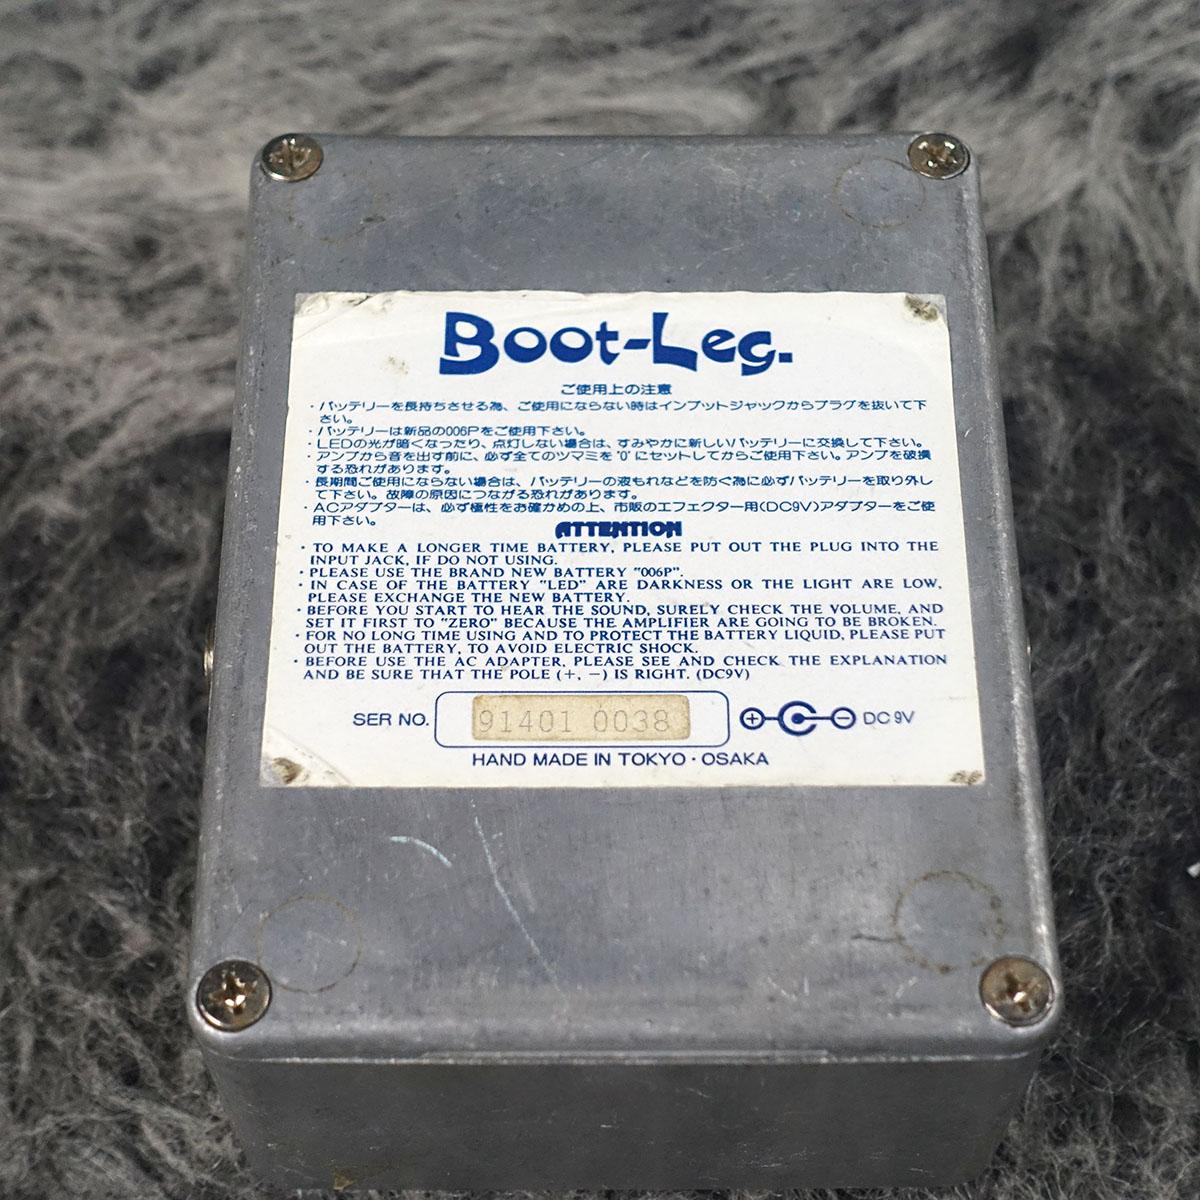 Boot-Leg.
ご使用上の注意
・バッテリーを長持ちさせる為、ご使用にならない時はインプットジャックからプラグを抜いて下
さい。
・バッテリーは新品の006Pをご使用下さい。
・LEDの光が暗くなったり、点灯しない場合は、すみやかに新しいバッテリーに交換して下さい。
・アンプから音を出す前に、必ず全てのツマミを"0"にセットしてからご使用下さい。アンプを破損
する恐れがあります。
・長期間ご使用にならない場合は、バッテリーの液もれなどを防ぐ為に必ずバッテリーを取り外し
て下さい。故障の原因につながる恐れがあります。
・ACアダプターは、必ず極性をお確かめの上、市販のエフェクター用(DC9V)アダプターをご使
用下さい。
ATTENTION
・TO MAKE A LONGER TIME BATTERY, PLEASE PUT OUT THE PLUG INTO THE
INPUT JACK, IF DO NOT USING.
・PLEASE USE THE BRAND NEW BATTERY "006P".
・IN CASE OF THE BATTERY "LED" ARE DARKNESS OR THE LIGHT ARE LOW,
PLEASE EXCHANGE THE NEW BATTERY.
・BEFORE YOU START TO HEAR THE SOUND, SURELY CHECK THE VOLUME, AND
SET IT FIRST TO "ZERO" BECAUSE THE AMPLIFIER ARE GOING TO BE BROKEN.
・FOR NO LONG TIME USING AND TO PROTECT THE BATTERY LIQUID, PLEASE PUT
OUT THE BATTERY, TO AVOID ELECTRIC SHOCK.
・BEFORE USE THE AC ADAPTER, PLEASE SEE AND CHECK THE EXPLANATION
AND BE SURE THAT THE POLE (+, −) IS RIGHT. (DC9V)
SER NO. 91401 0038 + − DC 9V
HAND MADE IN TOKYO・OSAKA